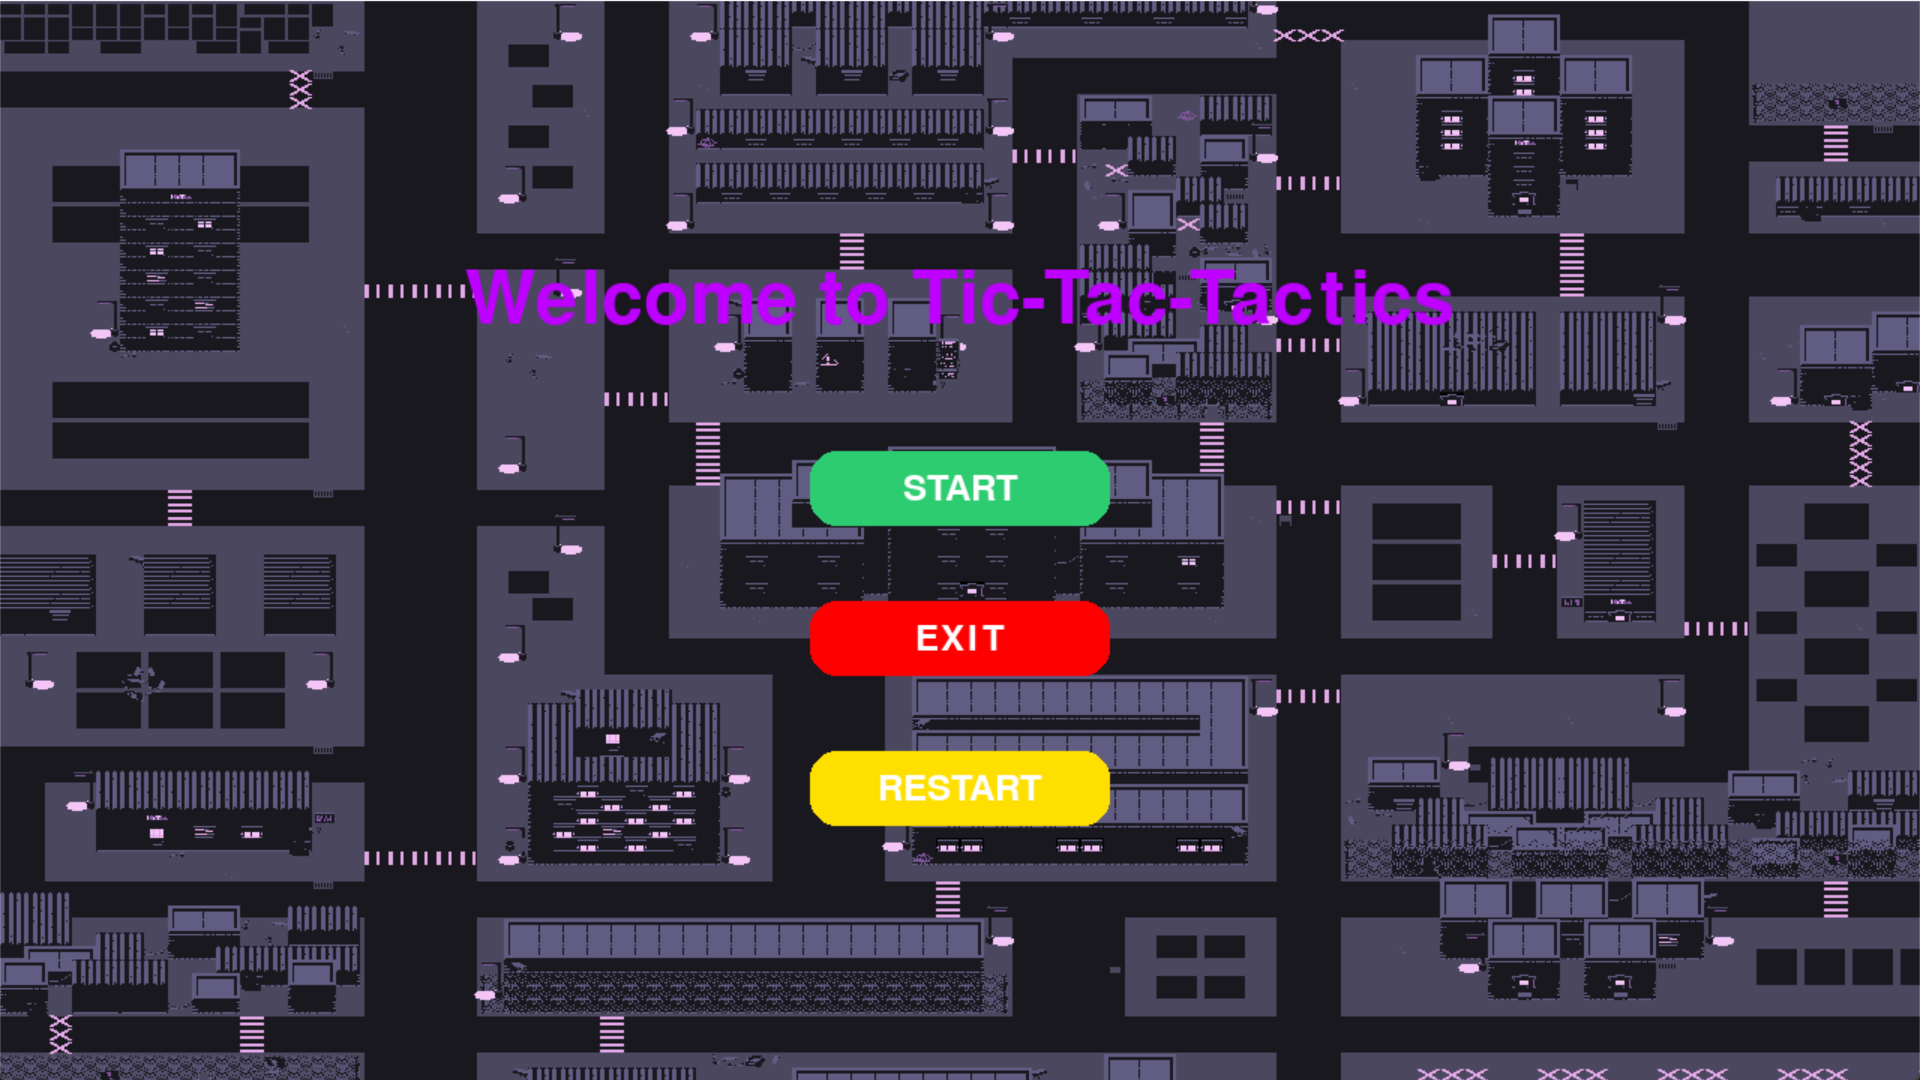 Welcome to Tic-Tac-Tactics
START
EXIT
RESTART